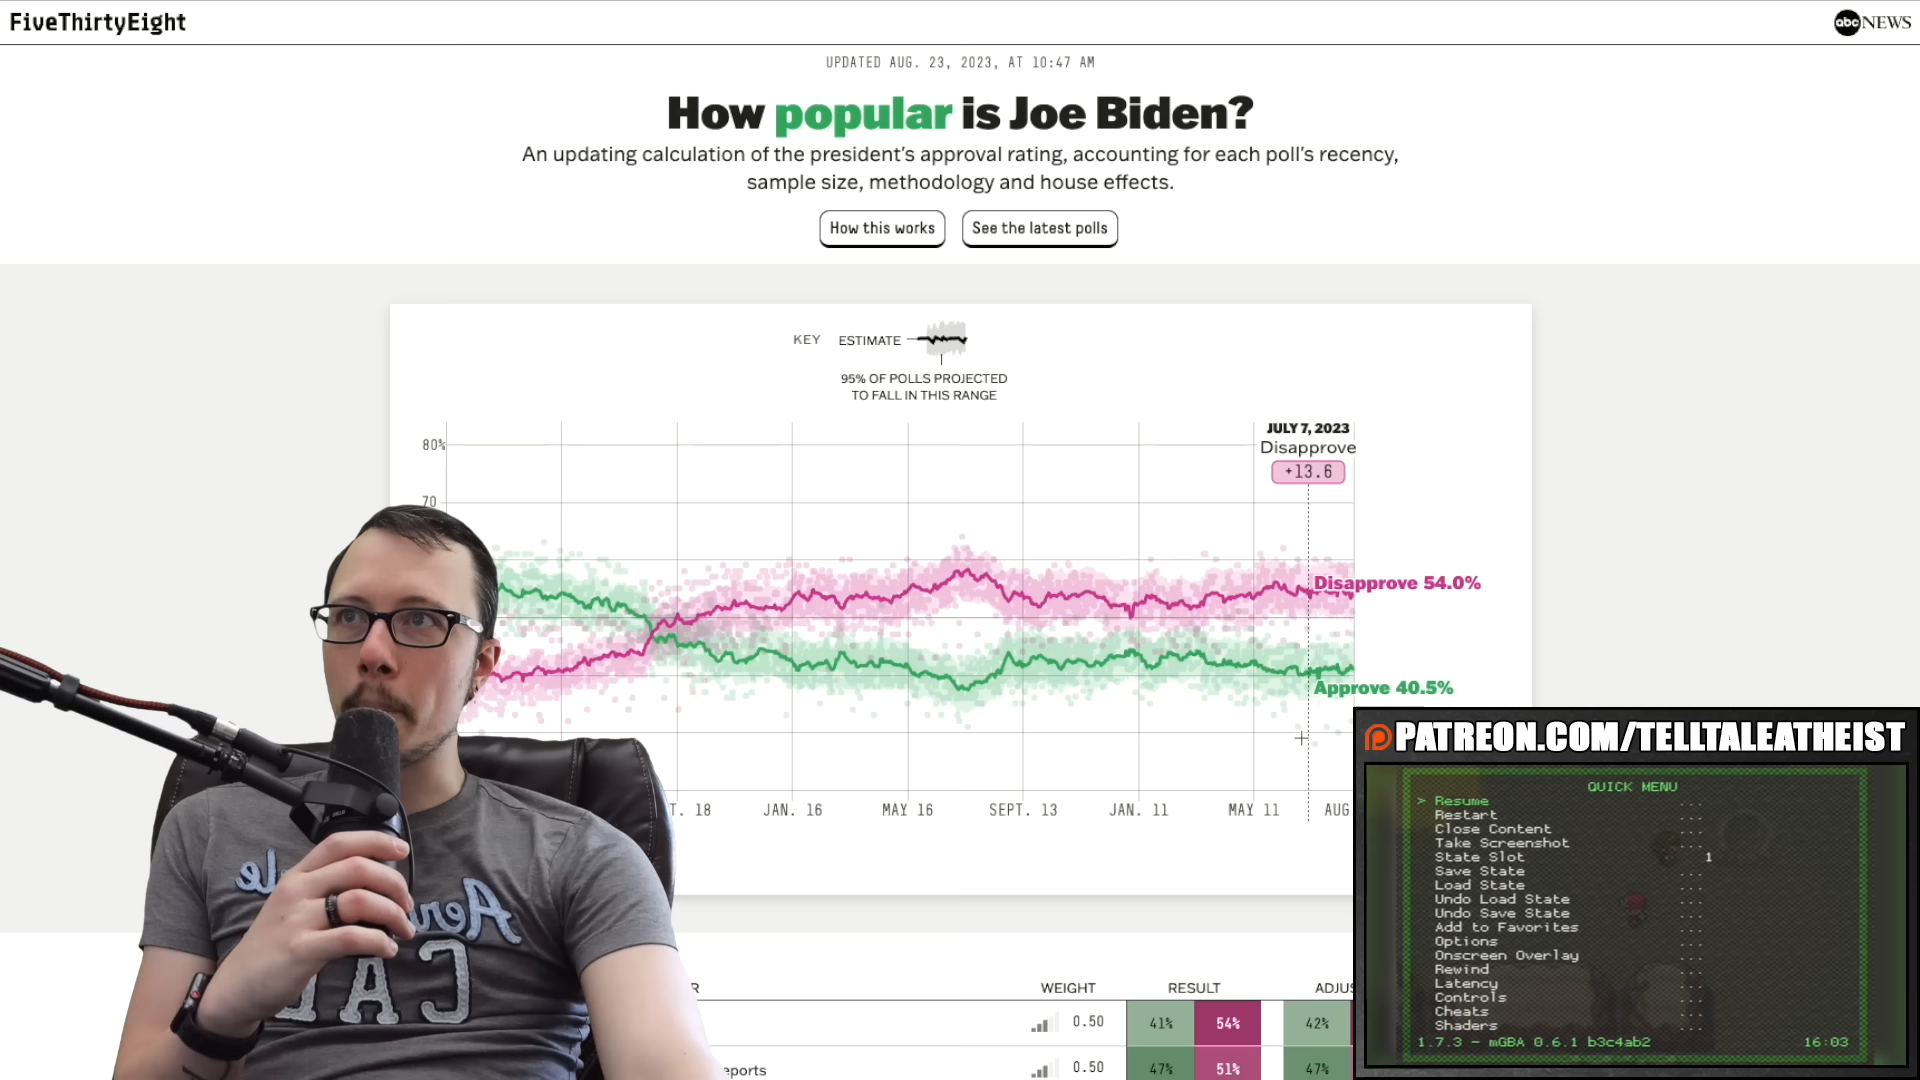 FiveThirtyEight
abc NEWS
UPDATED AUG. 23, 2023, AT 10:47 AM
How popular is Joe Biden?
An updating calculation of the president's approval rating, accounting for each poll's recency,
sample size, methodology and house effects.
How this works
See the latest polls
KEY ESTIMATE
95% OF POLLS PROJECTED
TO FALL IN THIS RANGE
JULY 7, 2023
Disapprove
+13.6
80%
70
Disapprove 54.0%
Approve 40.5%
T. 18 JAN. 16 MAY 16 SEPT. 13 JAN. 11 MAY 11 AUG
R WEIGHT RESULT ADJUS
0.50 41% 54% 42%
eports 0.50 47% 51% 47%
PATREON.COM/TELLTALEATHEIST
QUICK MENU
> Resume ...
Restart ...
Close Content ...
Take Screenshot ...
State Slot 1
Save State ...
Load State ...
Undo Load State ...
Undo Save State ...
Add to Favorites ...
Options ...
Onscreen Overlay ...
Rewind ...
Latency ...
Controls ...
Cheats ...
Shaders ...
1.7.3 - mGBA 0.6.1 b3c4ab2 16:03